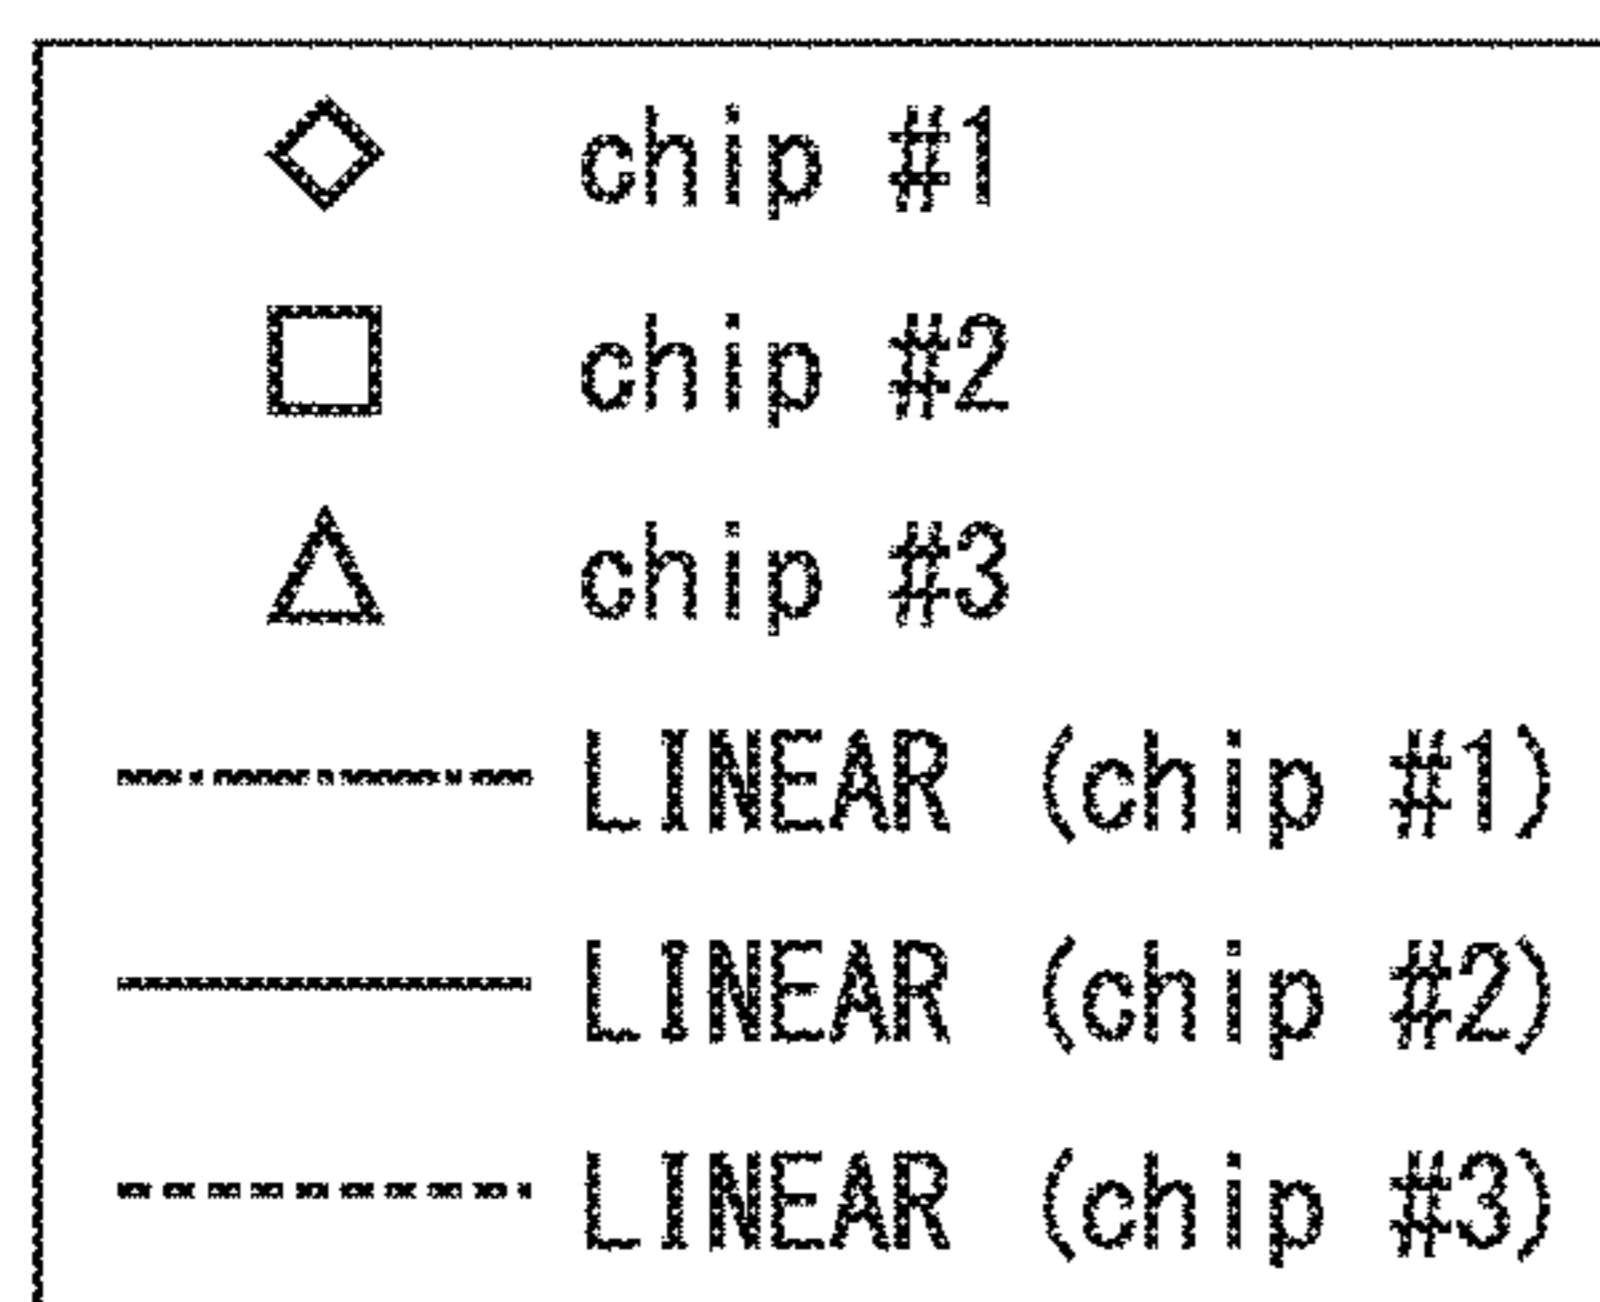 chip #1
chip #2
chip #3
LINEAR (chip #1)
LINEAR (chip #2)
LINEAR (chip #3)